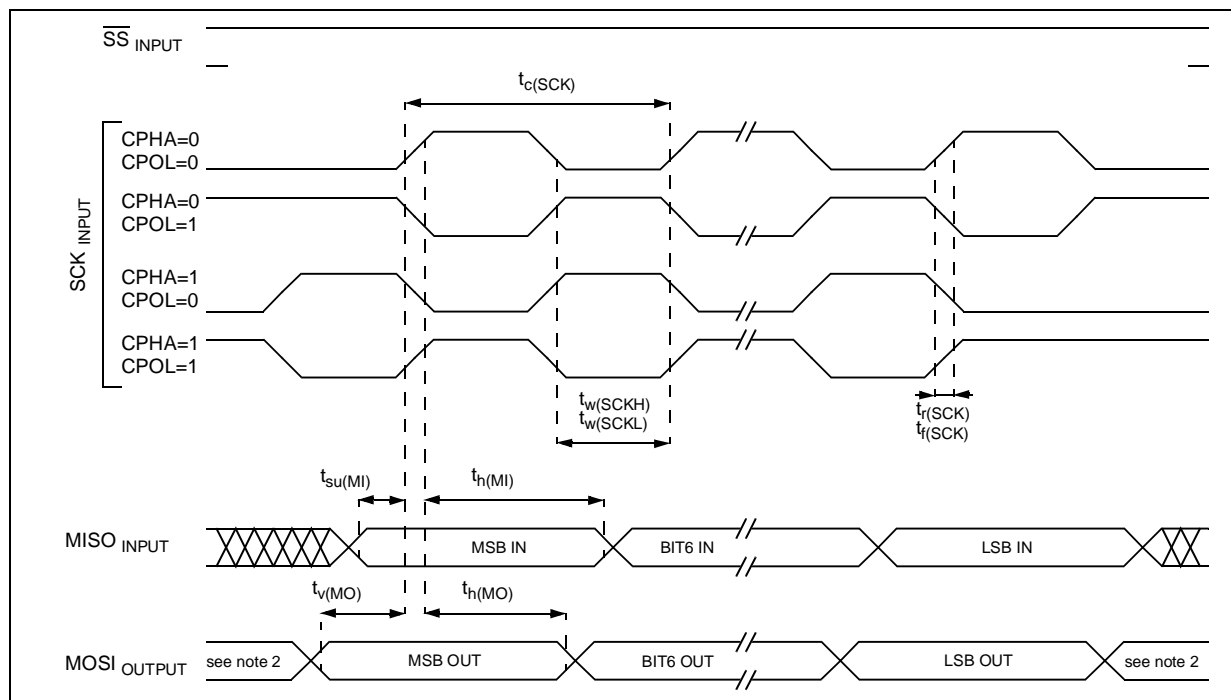 SS INPUT
tc(SCK)
SCK INPUT
CPHA=0
CPOL=0
CPHA=0
CPOL=1
CPHA=1
CPOL=0
CPHA=1
CPOL=1
tw(SCKH)
tw(SCKL)
tr(SCK)
tf(SCK)
tsu(MI)
th(MI)
MISO INPUT
MSB IN
BIT6 IN
LSB IN
tv(MO)
th(MO)
MOSI OUTPUT
see note 2
MSB OUT
BIT6 OUT
LSB OUT
see note 2